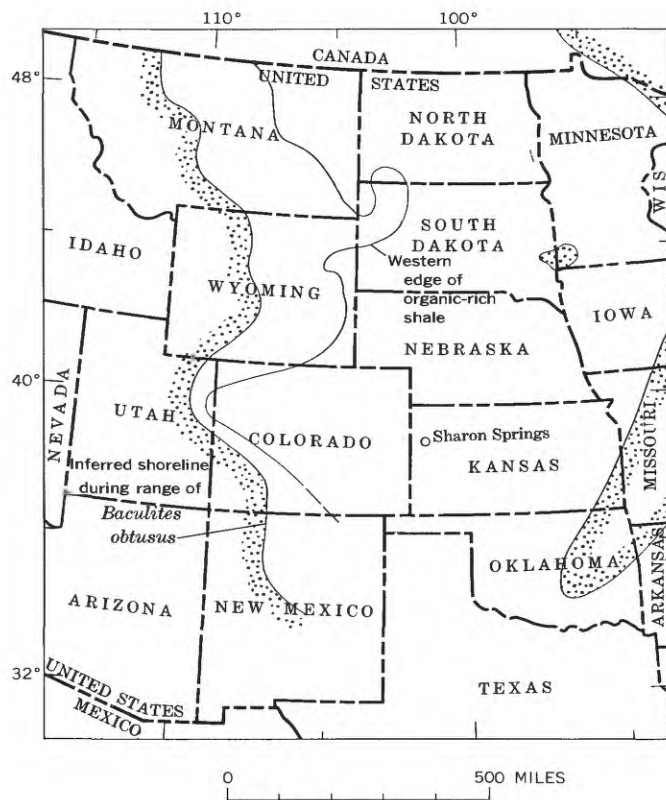 110°
100°
CANADA
UNITED STATES
48°
MONTANA
NORTH
DAKOTA
MINNESOTA
WIS
IDAHO
SOUTH
DAKOTA
Western
edge of
organic-rich
shale
WYOMING
IOWA
NEBRASKA
40°
NEVADA
UTAH
COLORADO
Sharon Springs
KANSAS
MISSOURI
Inferred shoreline
during range of
Baculites
obtusus
OKLAHOMA
ARKANSAS
ARIZONA
NEW MEXICO
32°
UNITED STATES
MEXICO
TEXAS
0
500 MILES